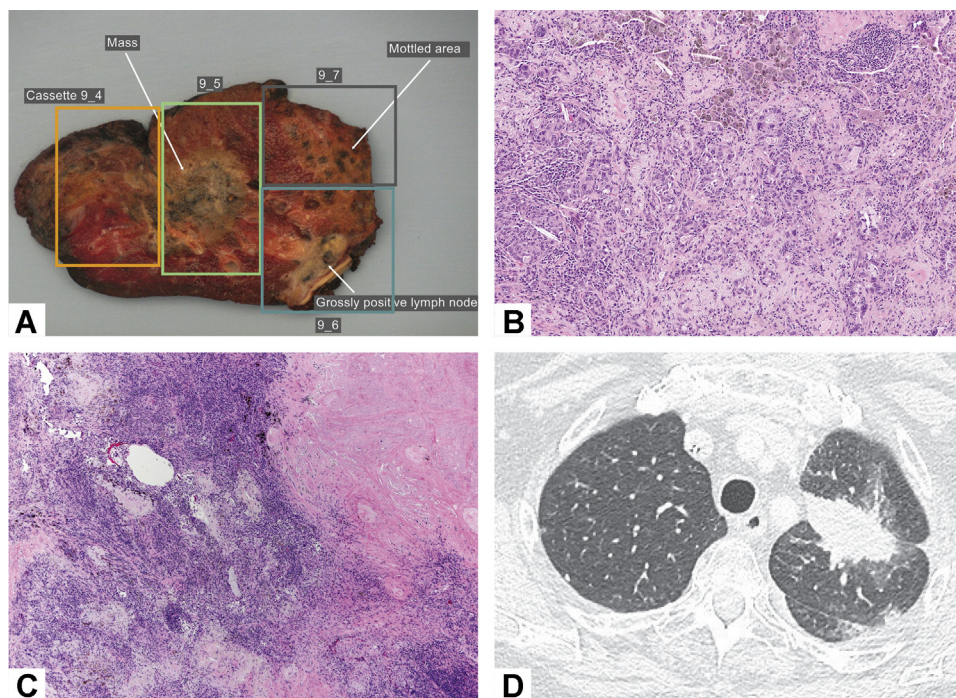 Mass
Mottled area
9_7
9_5
Cassette 9_4
Grossly positive lymph node
9_6
A
B
C
D